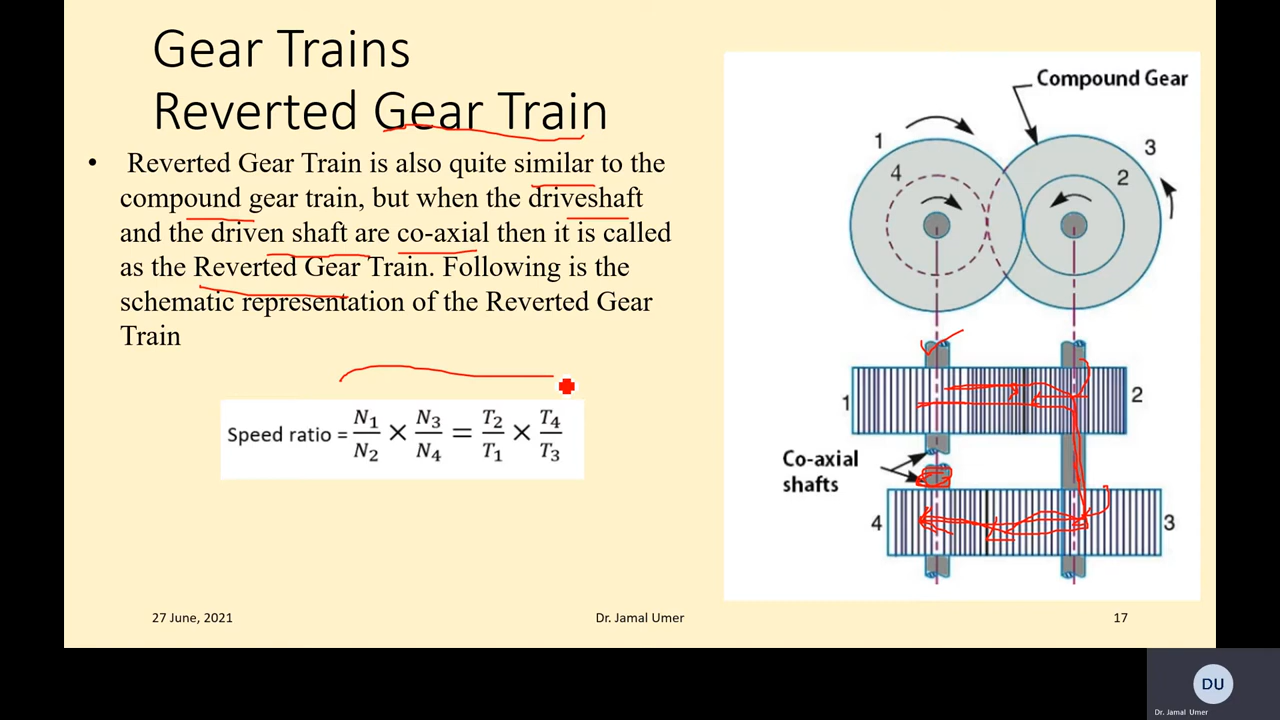 Gear Trains
Reverted Gear Train
• Reverted Gear Train is also quite similar to the
compound gear train, but when the driveshaft
and the driven shaft are co-axial then it is called
as the Reverted Gear Train. Following is the
schematic representation of the Reverted Gear
Train
Speed ratio = N₁/N₂ × N₃/N₄ = T₂/T₁ × T₄/T₃
Compound Gear
1
3
4
2
1
2
Co-axial
shafts
4
3
27 June, 2021
Dr. Jamal Umer
17
DU
Dr. Jamal Umer